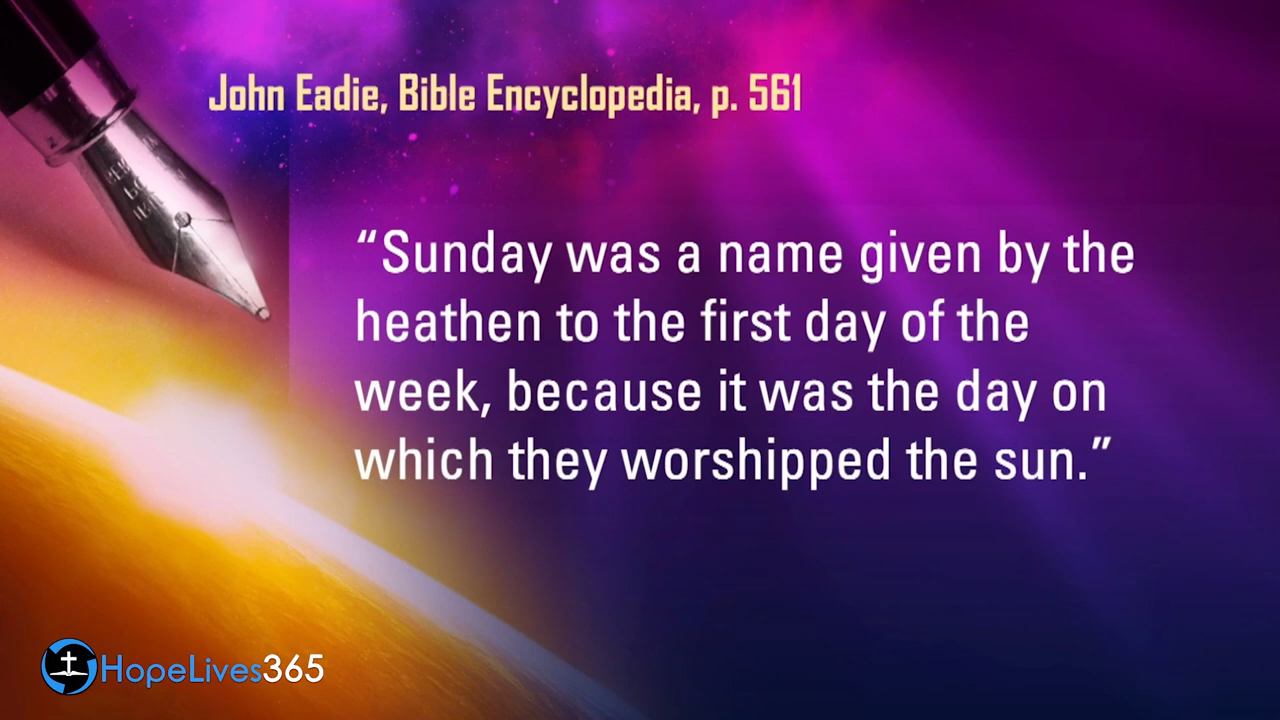 John Eadie, Bible Encyclopedia, p. 561
“Sunday was a name given by the
heathen to the first day of the
week, because it was the day on
which they worshipped the sun.”
HopeLives365